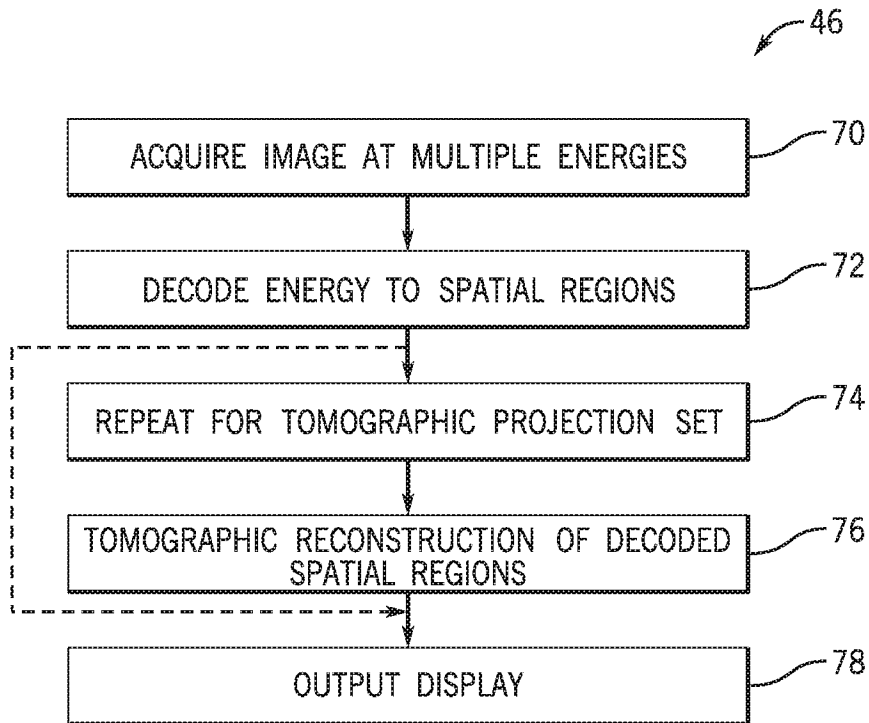 46
ACQUIRE IMAGE AT MULTIPLE ENERGIES
70
DECODE ENERGY TO SPATIAL REGIONS
72
REPEAT FOR TOMOGRAPHIC PROJECTION SET
74
TOMOGRAPHIC RECONSTRUCTION OF DECODED
SPATIAL REGIONS
76
OUTPUT DISPLAY
78